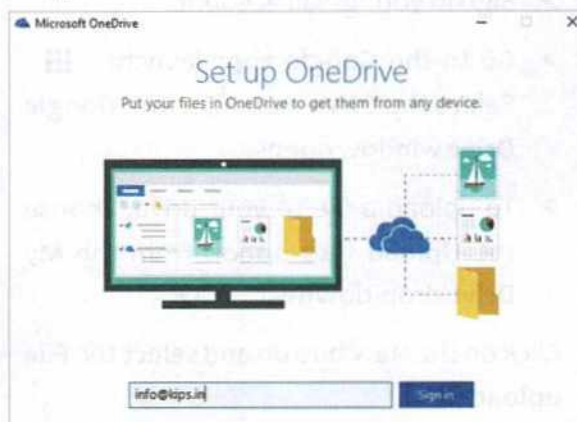 Microsoft OneDrive
Set up OneDrive
Put your files in OneDrive to get them from any device.
info@kips.in
Sign in